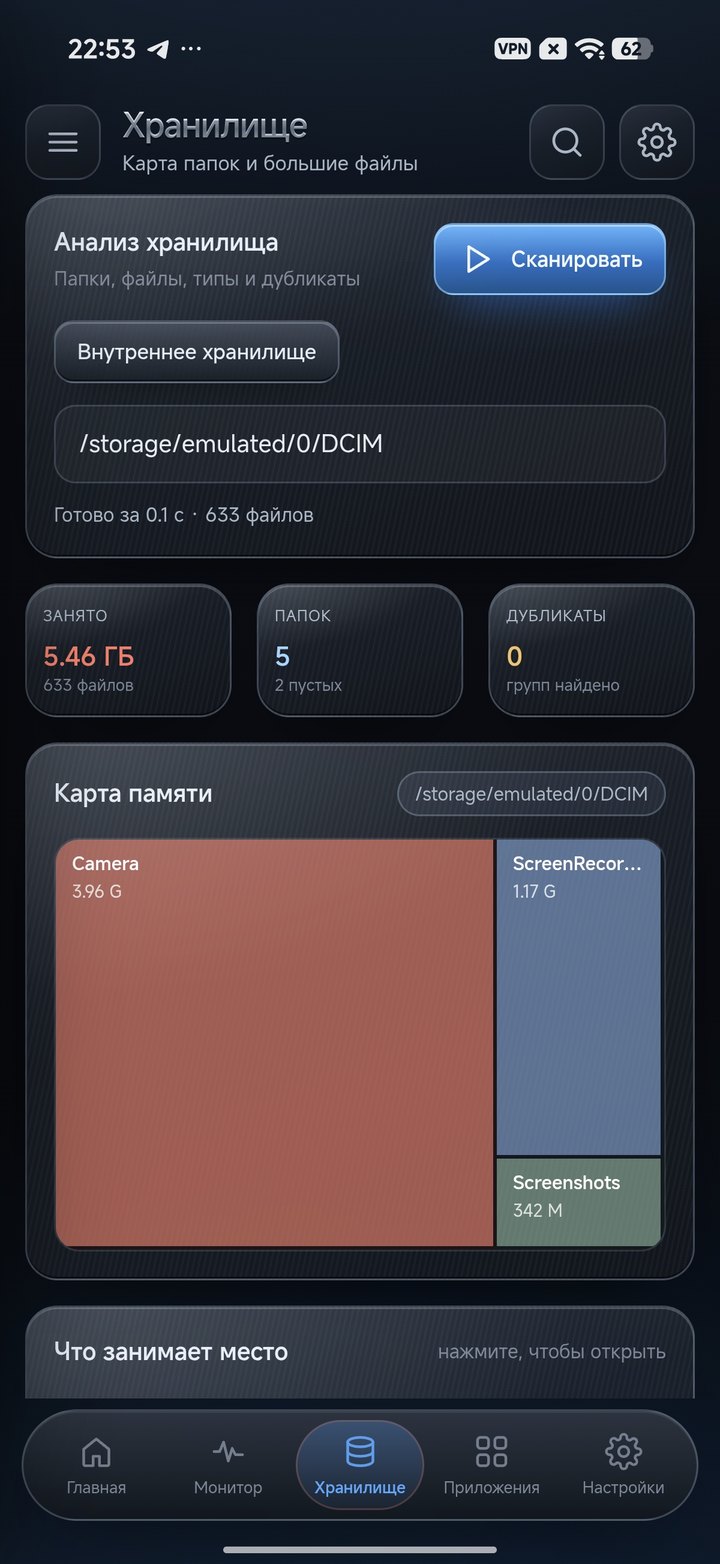 22:53 ...
VPN 62
Хранилище
Карта папок и большие файлы
Анализ хранилища
Папки, файлы, типы и дубликаты
Сканировать
Внутреннее хранилище
/storage/emulated/0/DCIM
Готово за 0.1 с · 633 файлов
ЗАНЯТО
5.46 ГБ
633 файлов
ПАПОК
5
2 пустых
ДУБЛИКАТЫ
0
групп найдено
Карта памяти
/storage/emulated/0/DCIM
Camera
3.96 G
ScreenRecor...
1.17 G
Screenshots
342 M
Что занимает место
нажмите, чтобы открыть
Главная
Монитор
Хранилище
Приложения
Настройки